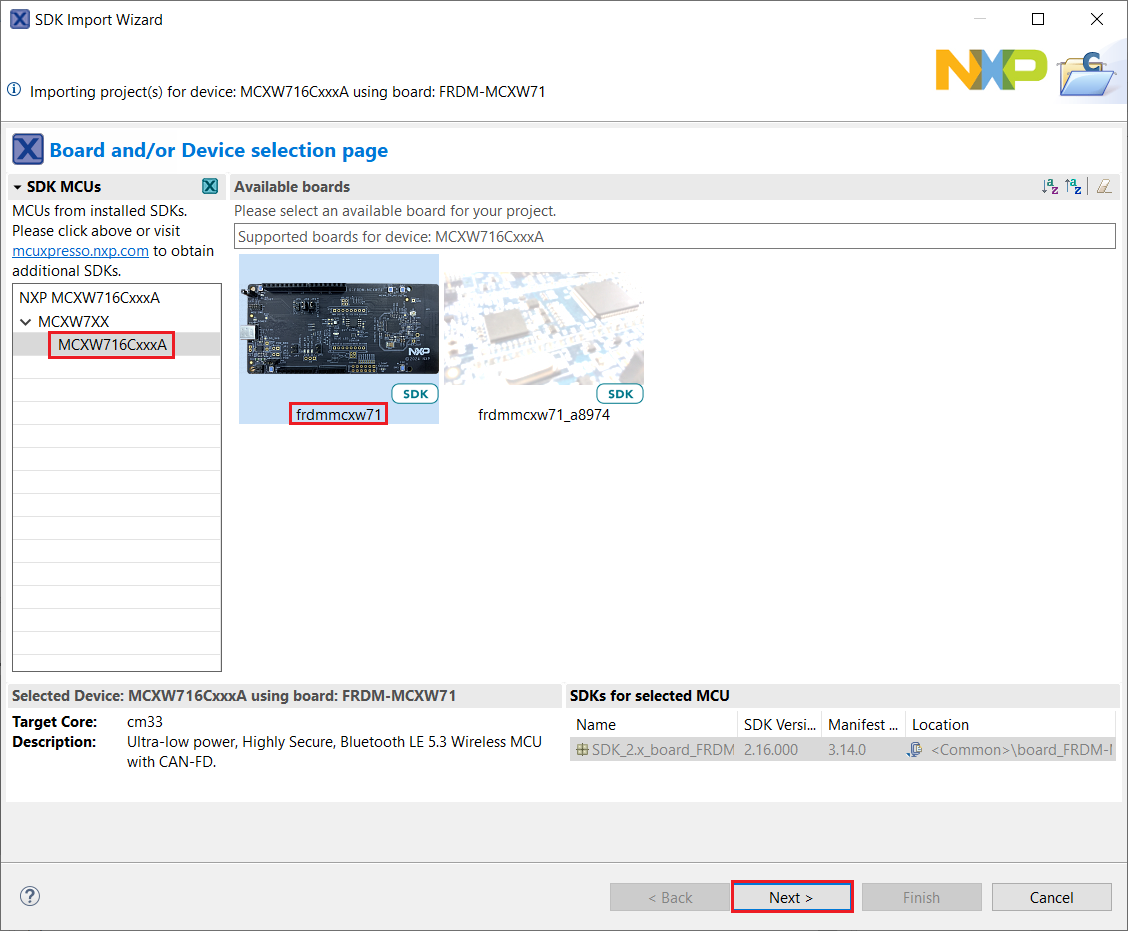 SDK Import Wizard
NXP
Importing project(s) for device: MCXW716CxxxA using board: FRDM-MCXW71
Board and/or Device selection page
SDK MCUs
MCUs from installed SDKs.
Please click above or visit
mcuxpresso.nxp.com to obtain
additional SDKs.
NXP MCXW716CxxxA
MCXW7XX
MCXW716CxxxA
Available boards
Please select an available board for your project.
Supported boards for device: MCXW716CxxxA
NXP
SDK
frdmmcxw71
SDK
frdmmcxw71_a8974
Selected Device: MCXW716CxxxA using board: FRDM-MCXW71
Target Core: cm33
Description: Ultra-low power, Highly Secure, Bluetooth LE 5.3 Wireless MCU
with CAN-FD.
SDKs for selected MCU
Name SDK Versi... Manifest ... Location
SDK_2.x_board_FRDM 2.16.000 3.14.0 <Common>\board_FRDM-
< Back Next > Finish Cancel